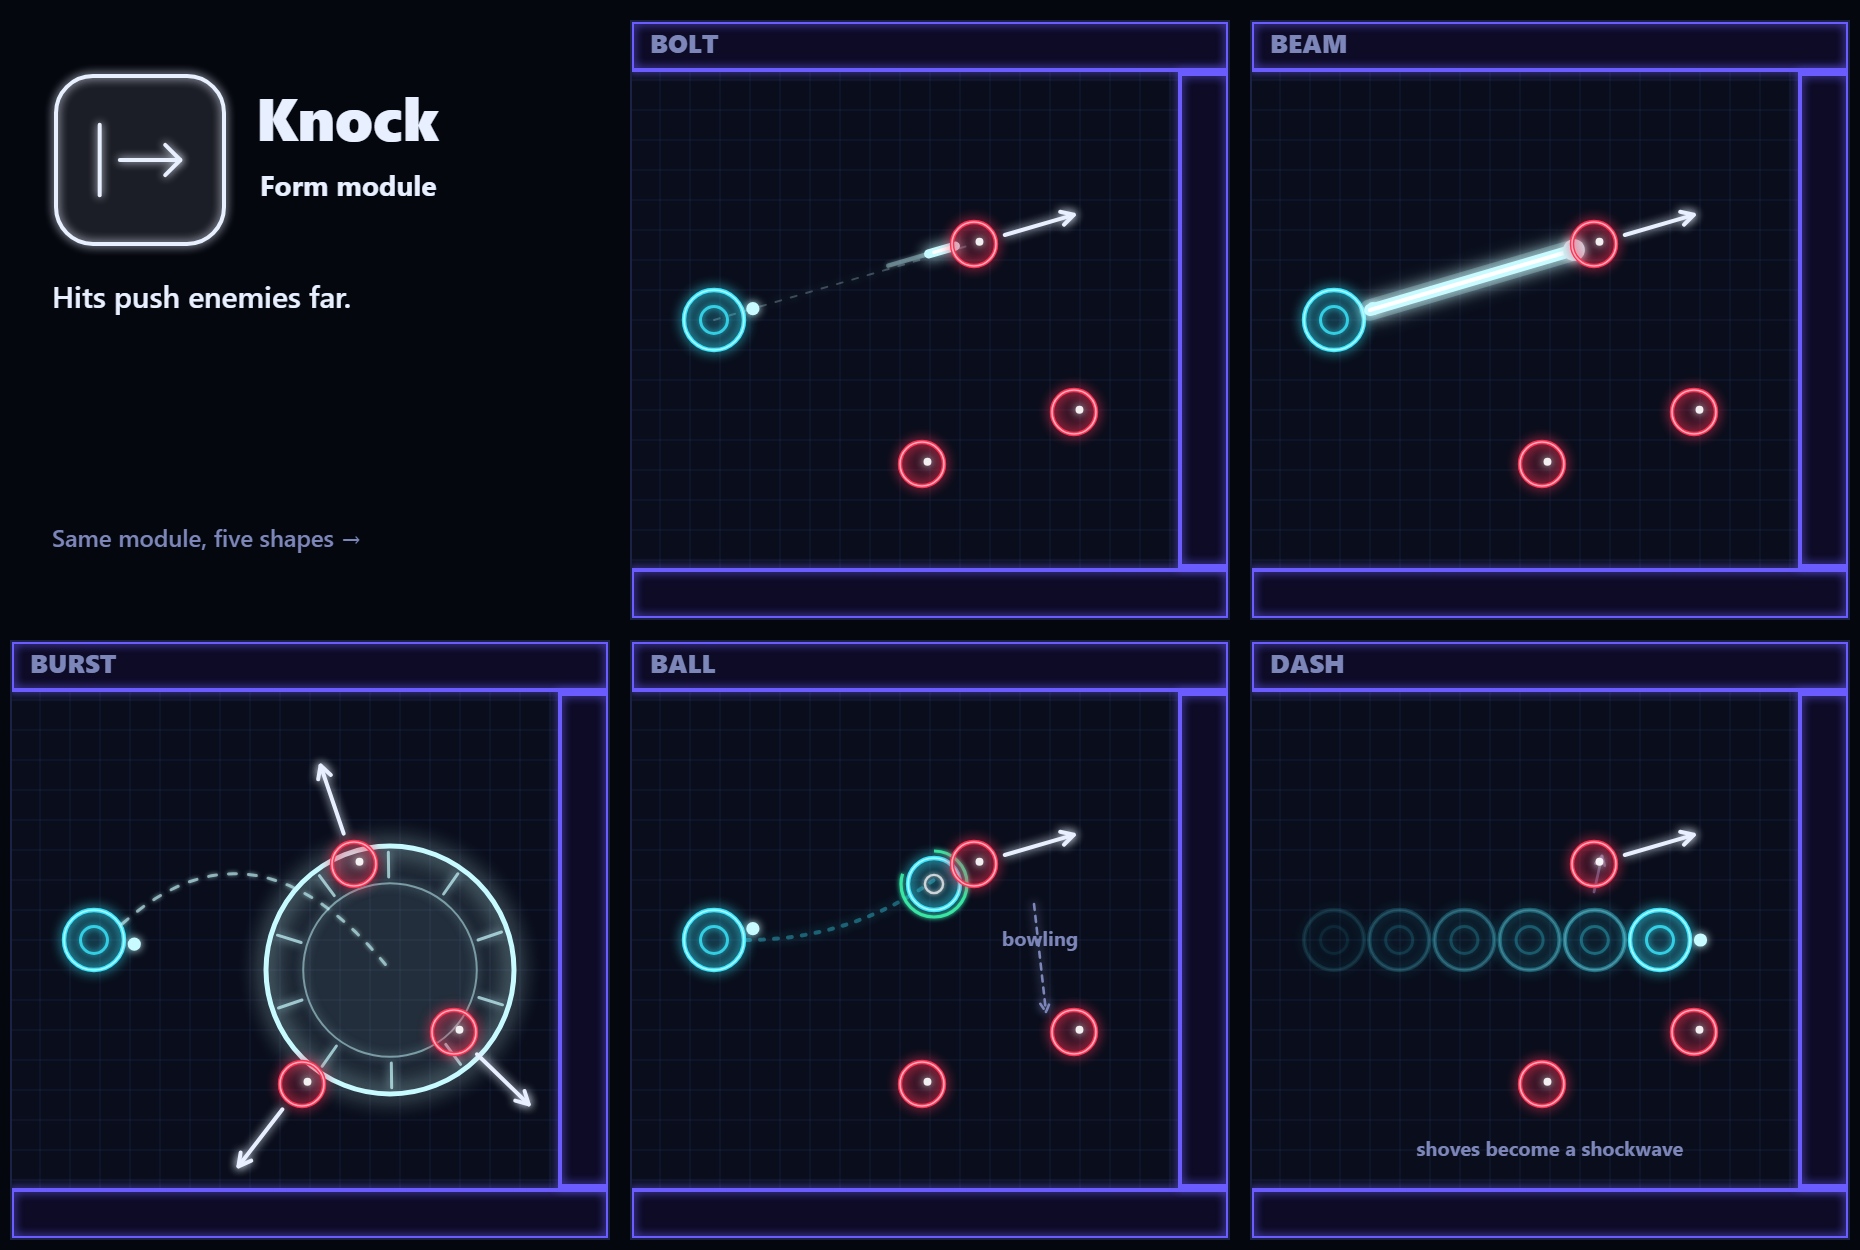 Knock
Form module
Hits push enemies far.
Same module, five shapes →
BOLT
BEAM
BURST
BALL
bowling
DASH
shoves become a shockwave